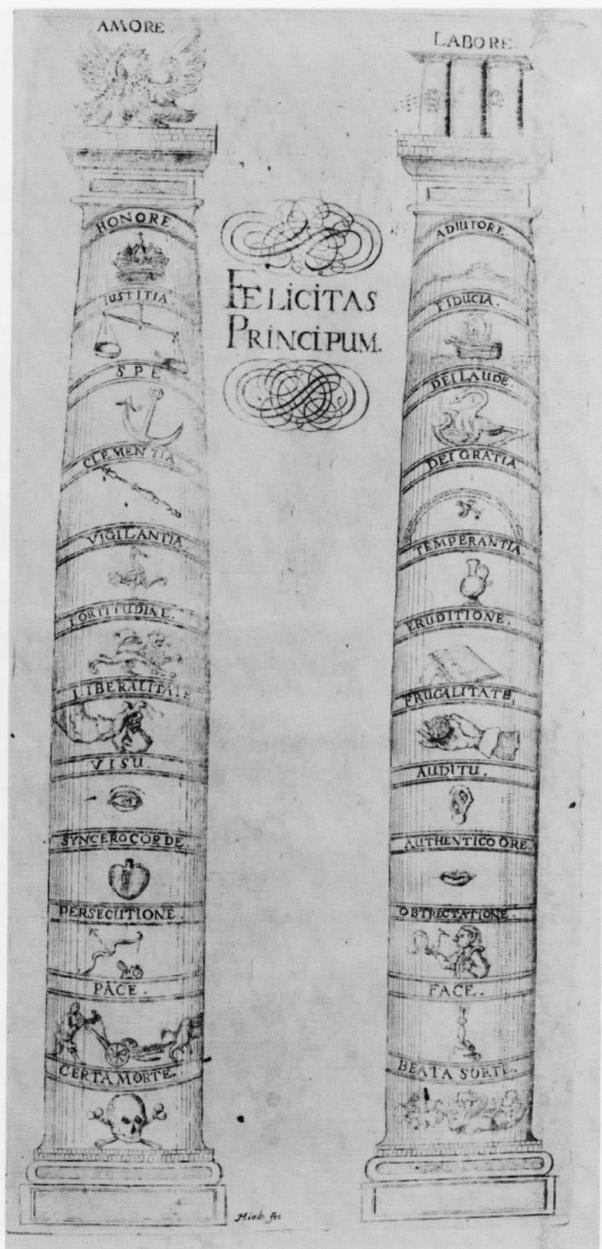 AMORE.
HONORE.
IUSTITIA.
SPE
CLEMENTIA
VIGILANTIA
FORTITUDINE.
LIBERALITATE
VISU.
SYNCERO CORDE.
PERSECUTIONE.
PACE.
CERTA MORTE.
FELICITAS
PRINCIPUM.
LABORE.
ADIUTORE.
FIDUCIA.
DEI LAUDE
DEI GRATIA
TEMPERANTIA
ERUDITIONE.
FRUGALITATE,
AUDITU.
AUTHENTICO ORE.
OBTRECTATIONE.
FACE.
BEATA SORTE.